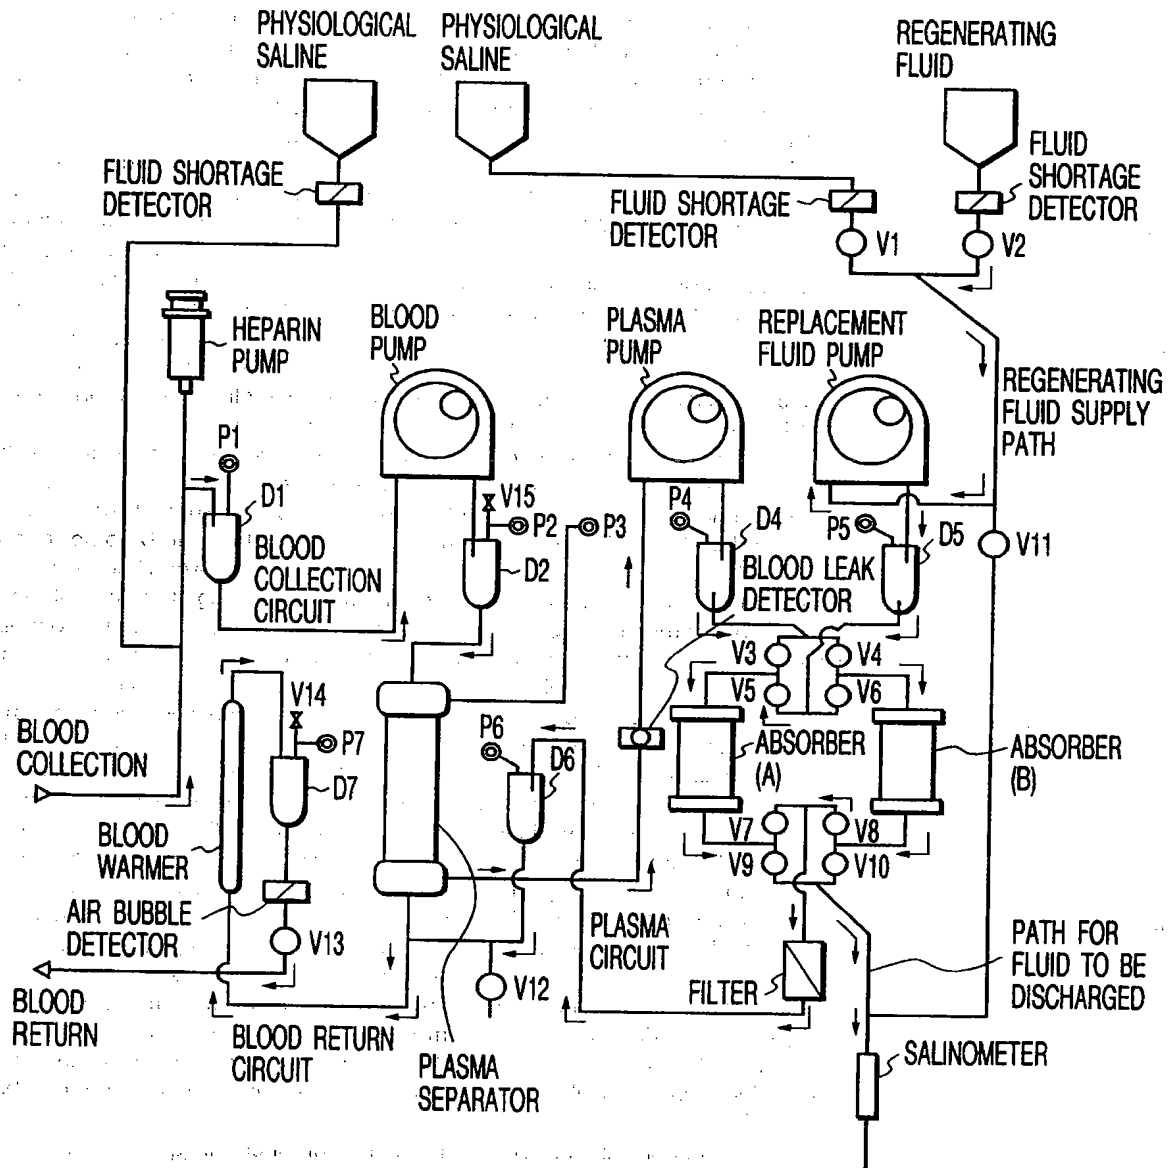 PHYSIOLOGICAL
SALINE
PHYSIOLOGICAL
SALINE
REGENERATING
FLUID
FLUID SHORTAGE
DETECTOR
FLUID SHORTAGE
DETECTOR
FLUID
SHORTAGE
DETECTOR
V1
V2
HEPARIN
PUMP
BLOOD
PUMP
PLASMA
PUMP
REPLACEMENT
FLUID PUMP
REGENERATING
FLUID SUPPLY
PATH
P1
D1
V15
P2
P3
D2
P4
D4
P5
D5
V11
BLOOD
COLLECTION
CIRCUIT
BLOOD LEAK
DETECTOR
V3
V4
V5
V6
V14
P7
D7
P6
D6
BLOOD
COLLECTION
ABSORBER
(A)
ABSORBER
(B)
BLOOD
WARMER
V7
V8
V9
V10
AIR BUBBLE
DETECTOR
V13
V12
PLASMA
CIRCUIT
FILTER
PATH FOR
FLUID TO BE
DISCHARGED
BLOOD
RETURN
BLOOD RETURN
CIRCUIT
PLASMA
SEPARATOR
SALINOMETER